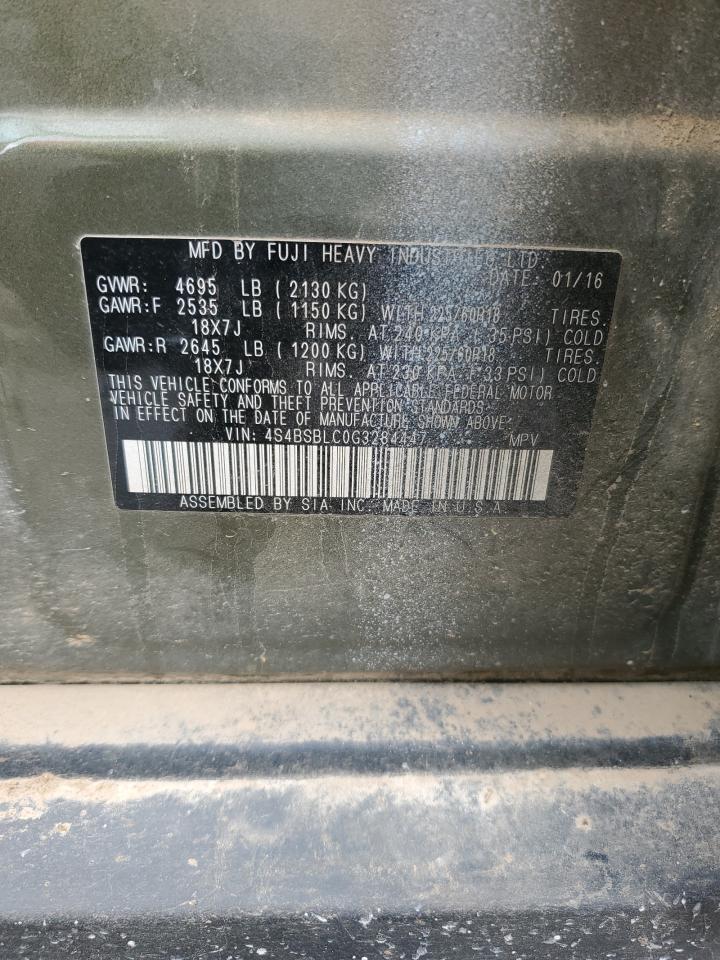 MFD BY FUJI HEAVY INDUSTRIES LTD
DATE: 01/16
GVWR: 4695 LB ( 2130 KG)
GAWR:F 2535 LB ( 1150 KG) WITH 225/60R18 TIRES.
18X7J RIMS. AT 240 KPA ( 35 PSI) COLD
GAWR:R 2645 LB ( 1200 KG) WITH 225/60R18 TIRES.
18X7J RIMS. AT 230 KPA ( 33 PSI) COLD
THIS VEHICLE CONFORMS TO ALL APPLICABLE FEDERAL MOTOR
VEHICLE SAFETY AND THEFT PREVENTION STANDARDS
IN EFFECT ON THE DATE OF MANUFACTURE SHOWN ABOVE.
VIN: 4S4BSBLC0G3284447 MPV
ASSEMBLED BY SIA INC. MADE IN U.S.A.